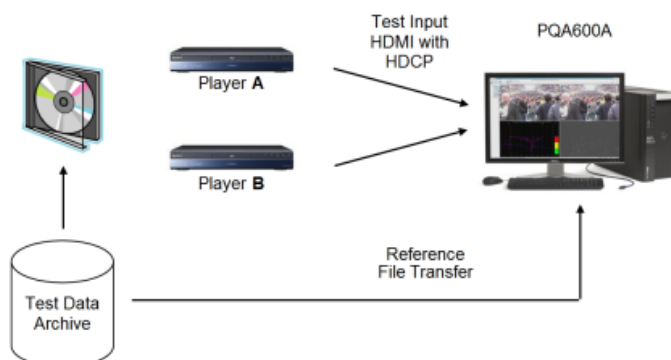 Test Input
HDMI with
HDCP
PQA600A
Player A
Player B
Reference
File Transfer
Test Data
Archive